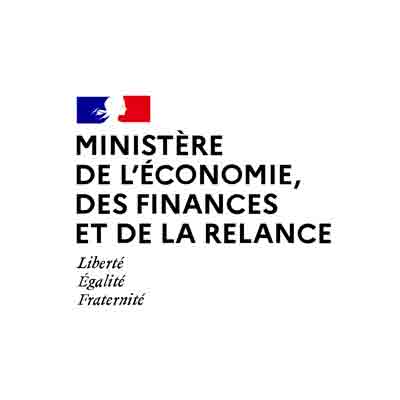 MINISTÈRE
DE L'ÉCONOMIE,
DES FINANCES
ET DE LA RELANCE
Liberté
Égalité
Fraternité